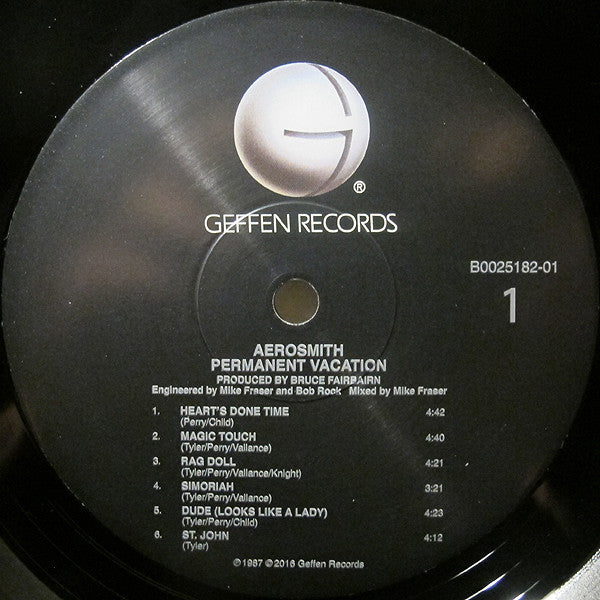 G
®
GEFFEN RECORDS
B0025182-01
1
AEROSMITH
PERMANENT VACATION
PRODUCED BY BRUCE FAIRBAIRN
Engineered by Mike Fraser and Bob Rock Mixed by Mike Fraser
1. HEART'S DONE TIME 4:42
(Perry/Child)
2. MAGIC TOUCH 4:40
(Tyler/Perry/Vallance)
3. RAG DOLL 4:21
(Tyler/Perry/Vallance/Knight)
4. SIMORIAH 3:21
(Tyler/Perry/Vallance)
5. DUDE (LOOKS LIKE A LADY) 4:23
(Tyler/Perry/Child)
6. ST. JOHN 4:12
(Tyler)
℗ 1987 © 2016 Geffen Records